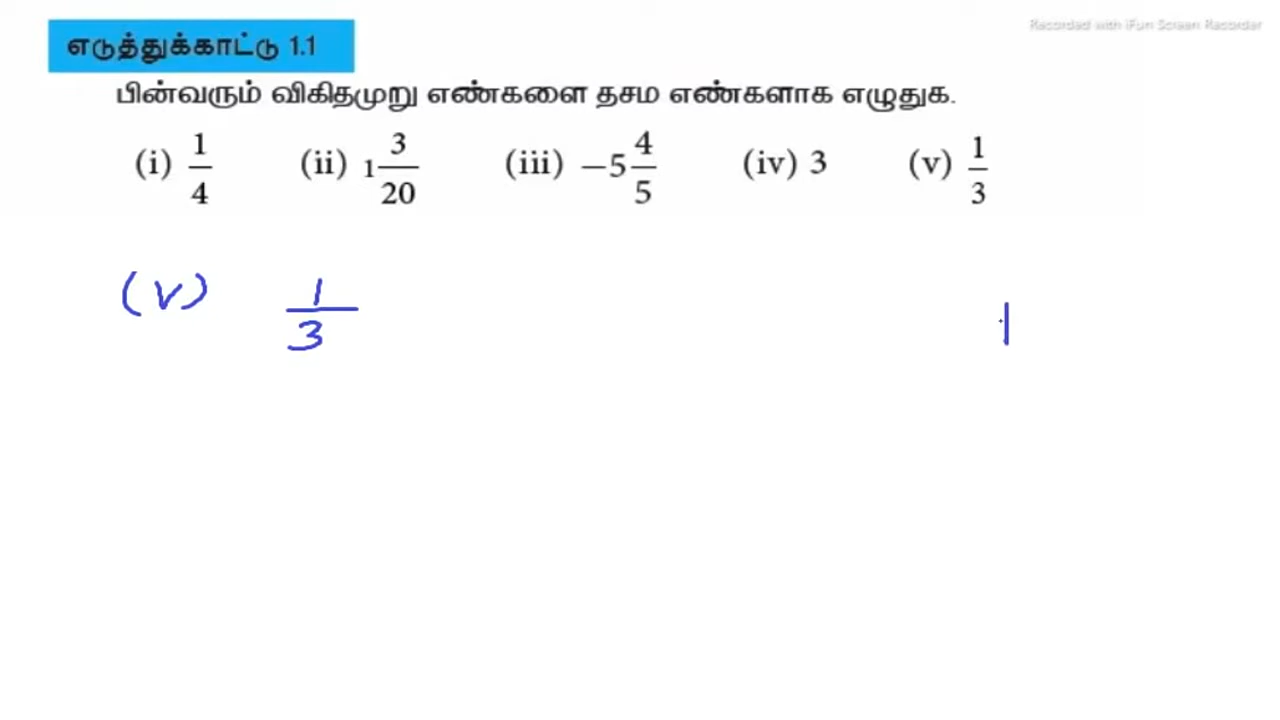 Recorded with iFun Screen Recorder
எடுத்துக்காட்டு 1.1
பின்வரும் விகிதமுறு எண்களை தசம எண்களாக எழுதுக.
(i) 1/4 (ii) 1 3/20 (iii) −5 4/5 (iv) 3 (v) 1/3
(v) 1/3